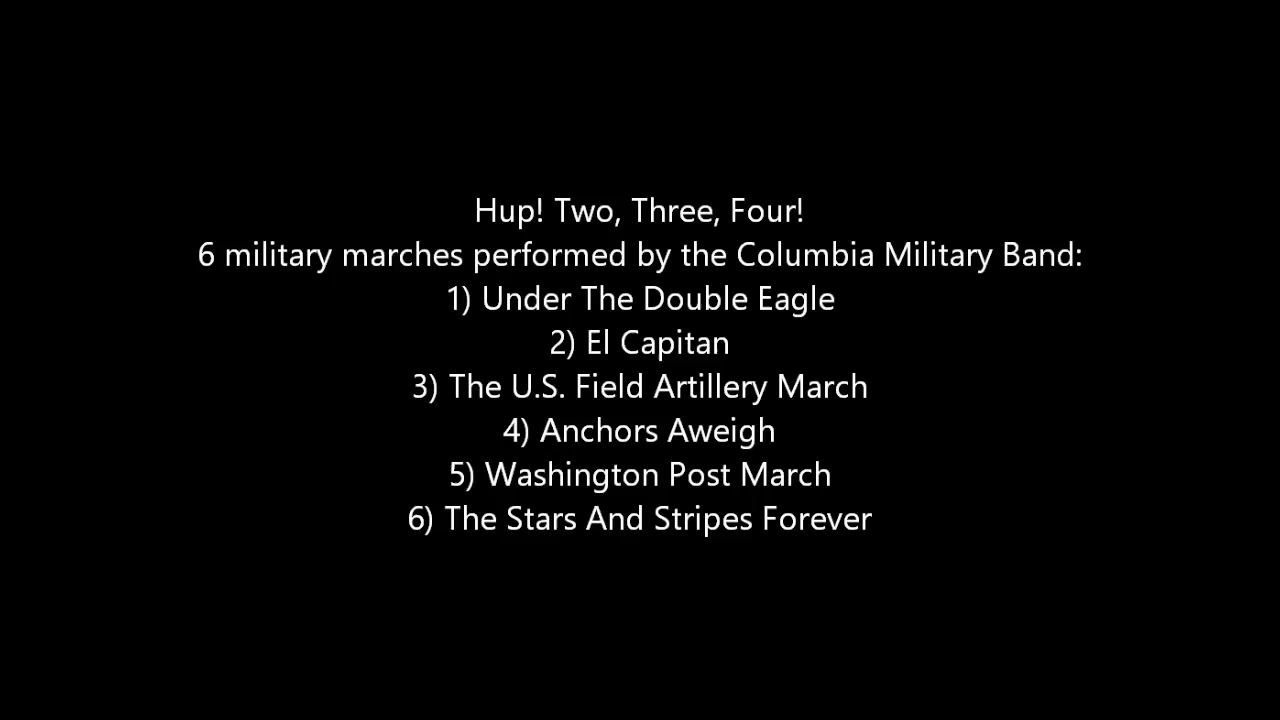 Hup! Two, Three, Four!
6 military marches performed by the Columbia Military Band:
1) Under The Double Eagle
2) El Capitan
3) The U.S. Field Artillery March
4) Anchors Aweigh
5) Washington Post March
6) The Stars And Stripes Forever